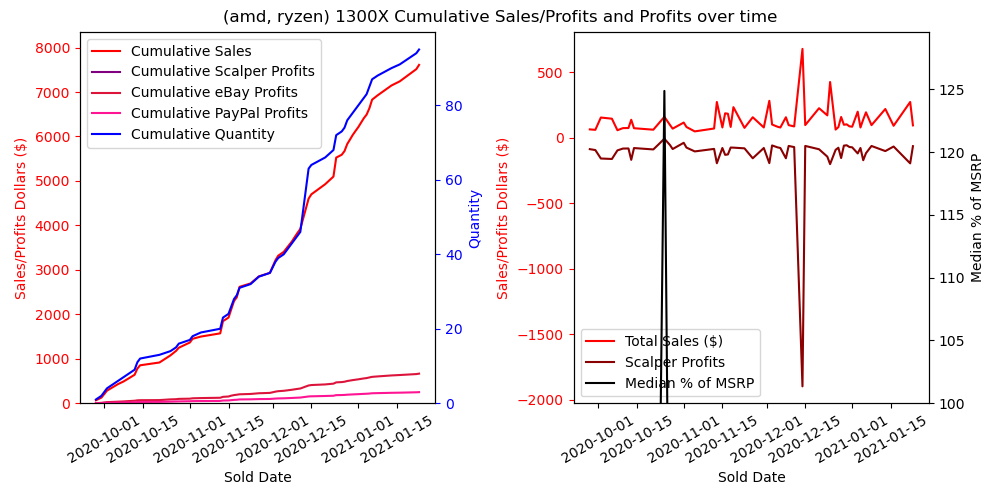 (amd, ryzen) 1300X Cumulative Sales/Profits and Profits over time
Sales/Profits Dollars ($)
8000
7000
6000
5000
4000
3000
2000
1000
0
Cumulative Sales
Cumulative Scalper Profits
Cumulative eBay Profits
Cumulative PayPal Profits
Cumulative Quantity
80
60
40
20
0
Quantity
2020-10-01
2020-10-15
2020-11-01
2020-11-15
2020-12-01
2020-12-15
2021-01-01
2021-01-15
Sold Date
Sales/Profits Dollars ($)
500
0
−500
−1000
−1500
−2000
Total Sales ($)
Scalper Profits
Median % of MSRP
125
120
115
110
105
100
Median % of MSRP
2020-10-01
2020-10-15
2020-11-01
2020-11-15
2020-12-01
2020-12-15
2021-01-01
2021-01-15
Sold Date